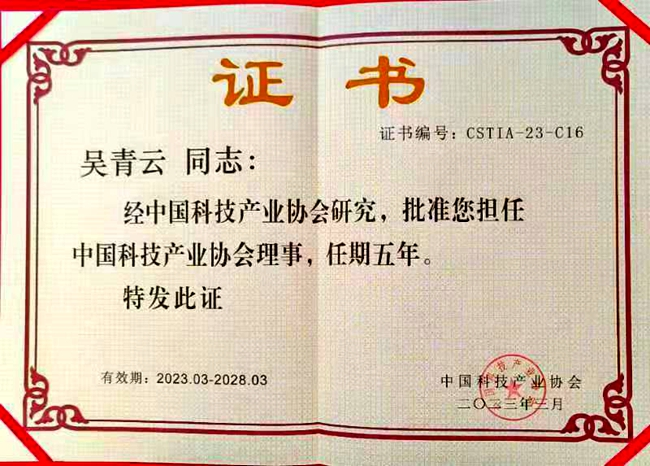 证书
证书编号：CSTIA-23-C16
吴青云 同志：
经中国科技产业协会研究，批准您担任
中国科技产业协会理事，任期五年。
特发此证
有效期：2023.03-2028.03
中国科技产业协会
二〇二三年三月